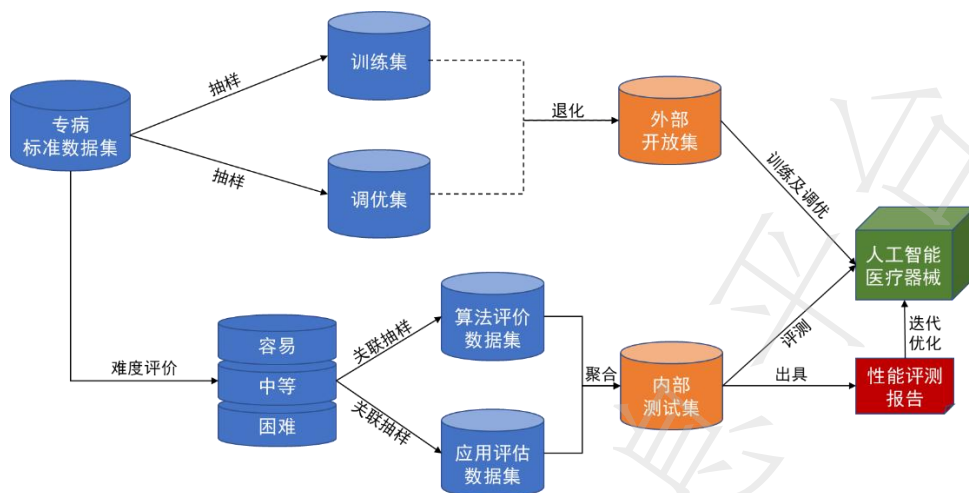 训练集
抽样
专病
标准数据集
抽样
调优集
退化
外部
开放集
训练及调优
人工智能
医疗器械
难度评价
容易
中等
困难
关联抽样
关联抽样
算法评价
数据集
应用评估
数据集
聚合
内部
测试集
评测
出具
迭代
优化
性能评测
报告